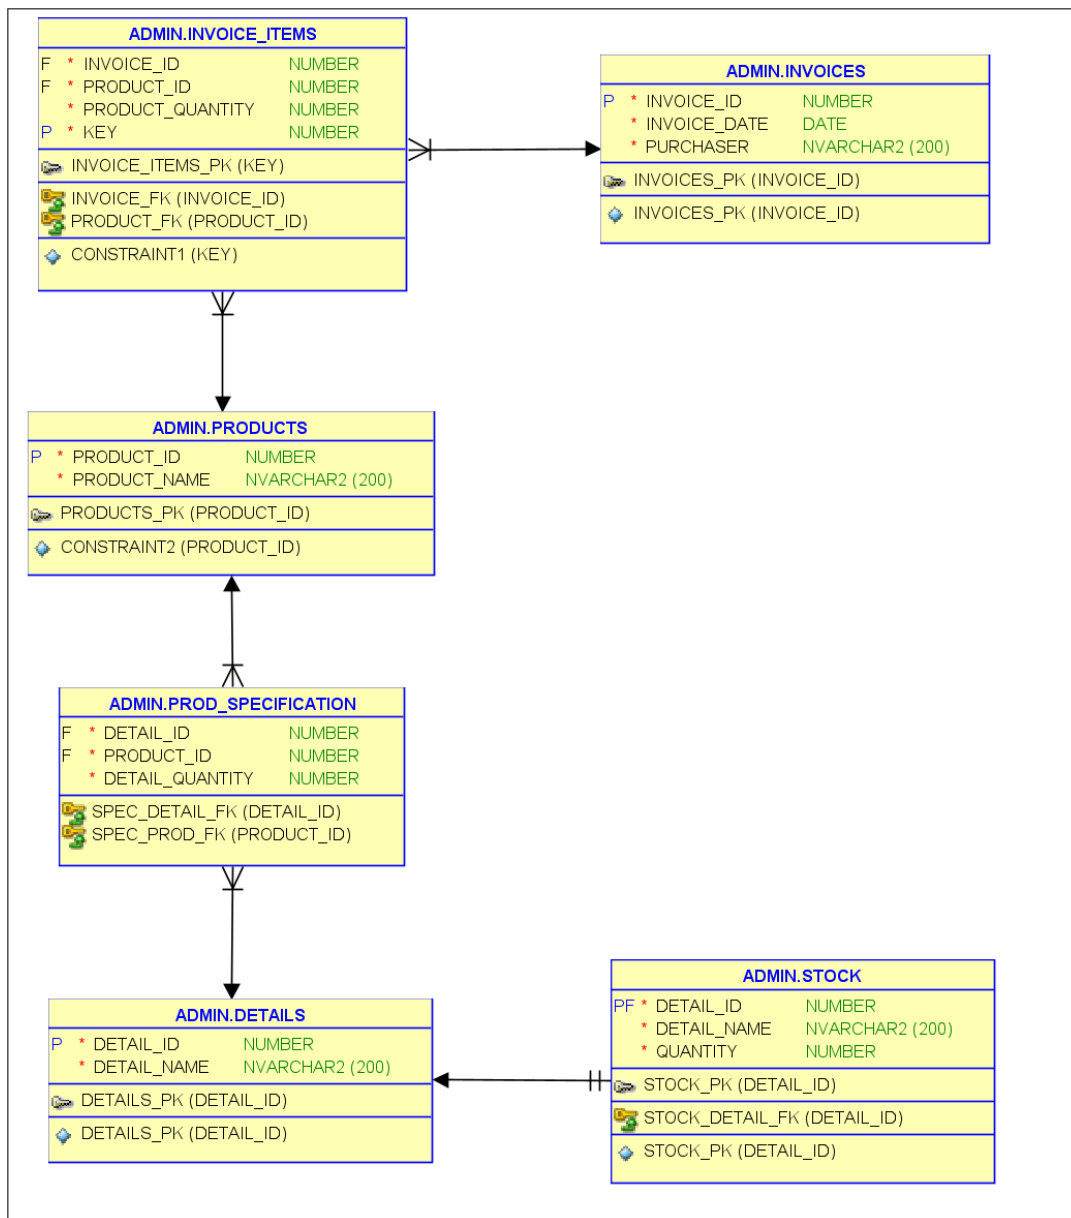 ADMIN.INVOICE_ITEMS
F * INVOICE_ID NUMBER
F * PRODUCT_ID NUMBER
* PRODUCT_QUANTITY NUMBER
P * KEY NUMBER
INVOICE_ITEMS_PK (KEY)
INVOICE_FK (INVOICE_ID)
PRODUCT_FK (PRODUCT_ID)
CONSTRAINT1 (KEY)
ADMIN.INVOICES
P * INVOICE_ID NUMBER
* INVOICE_DATE DATE
* PURCHASER NVARCHAR2 (200)
INVOICES_PK (INVOICE_ID)
INVOICES_PK (INVOICE_ID)
ADMIN.PRODUCTS
P * PRODUCT_ID NUMBER
* PRODUCT_NAME NVARCHAR2 (200)
PRODUCTS_PK (PRODUCT_ID)
CONSTRAINT2 (PRODUCT_ID)
ADMIN.PROD_SPECIFICATION
F * DETAIL_ID NUMBER
F * PRODUCT_ID NUMBER
* DETAIL_QUANTITY NUMBER
SPEC_DETAIL_FK (DETAIL_ID)
SPEC_PROD_FK (PRODUCT_ID)
ADMIN.DETAILS
P * DETAIL_ID NUMBER
* DETAIL_NAME NVARCHAR2 (200)
DETAILS_PK (DETAIL_ID)
DETAILS_PK (DETAIL_ID)
ADMIN.STOCK
PF * DETAIL_ID NUMBER
* DETAIL_NAME NVARCHAR2 (200)
* QUANTITY NUMBER
STOCK_PK (DETAIL_ID)
STOCK_DETAIL_FK (DETAIL_ID)
STOCK_PK (DETAIL_ID)